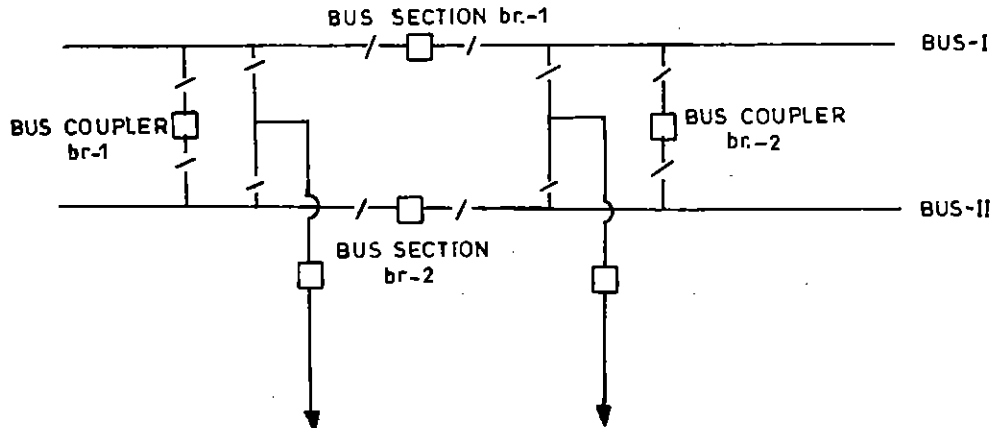 BUS SECTION br.-1
BUS-I
BUS COUPLER
br-1
BUS COUPLER
br.-2
BUS-II
BUS SECTION
br-2